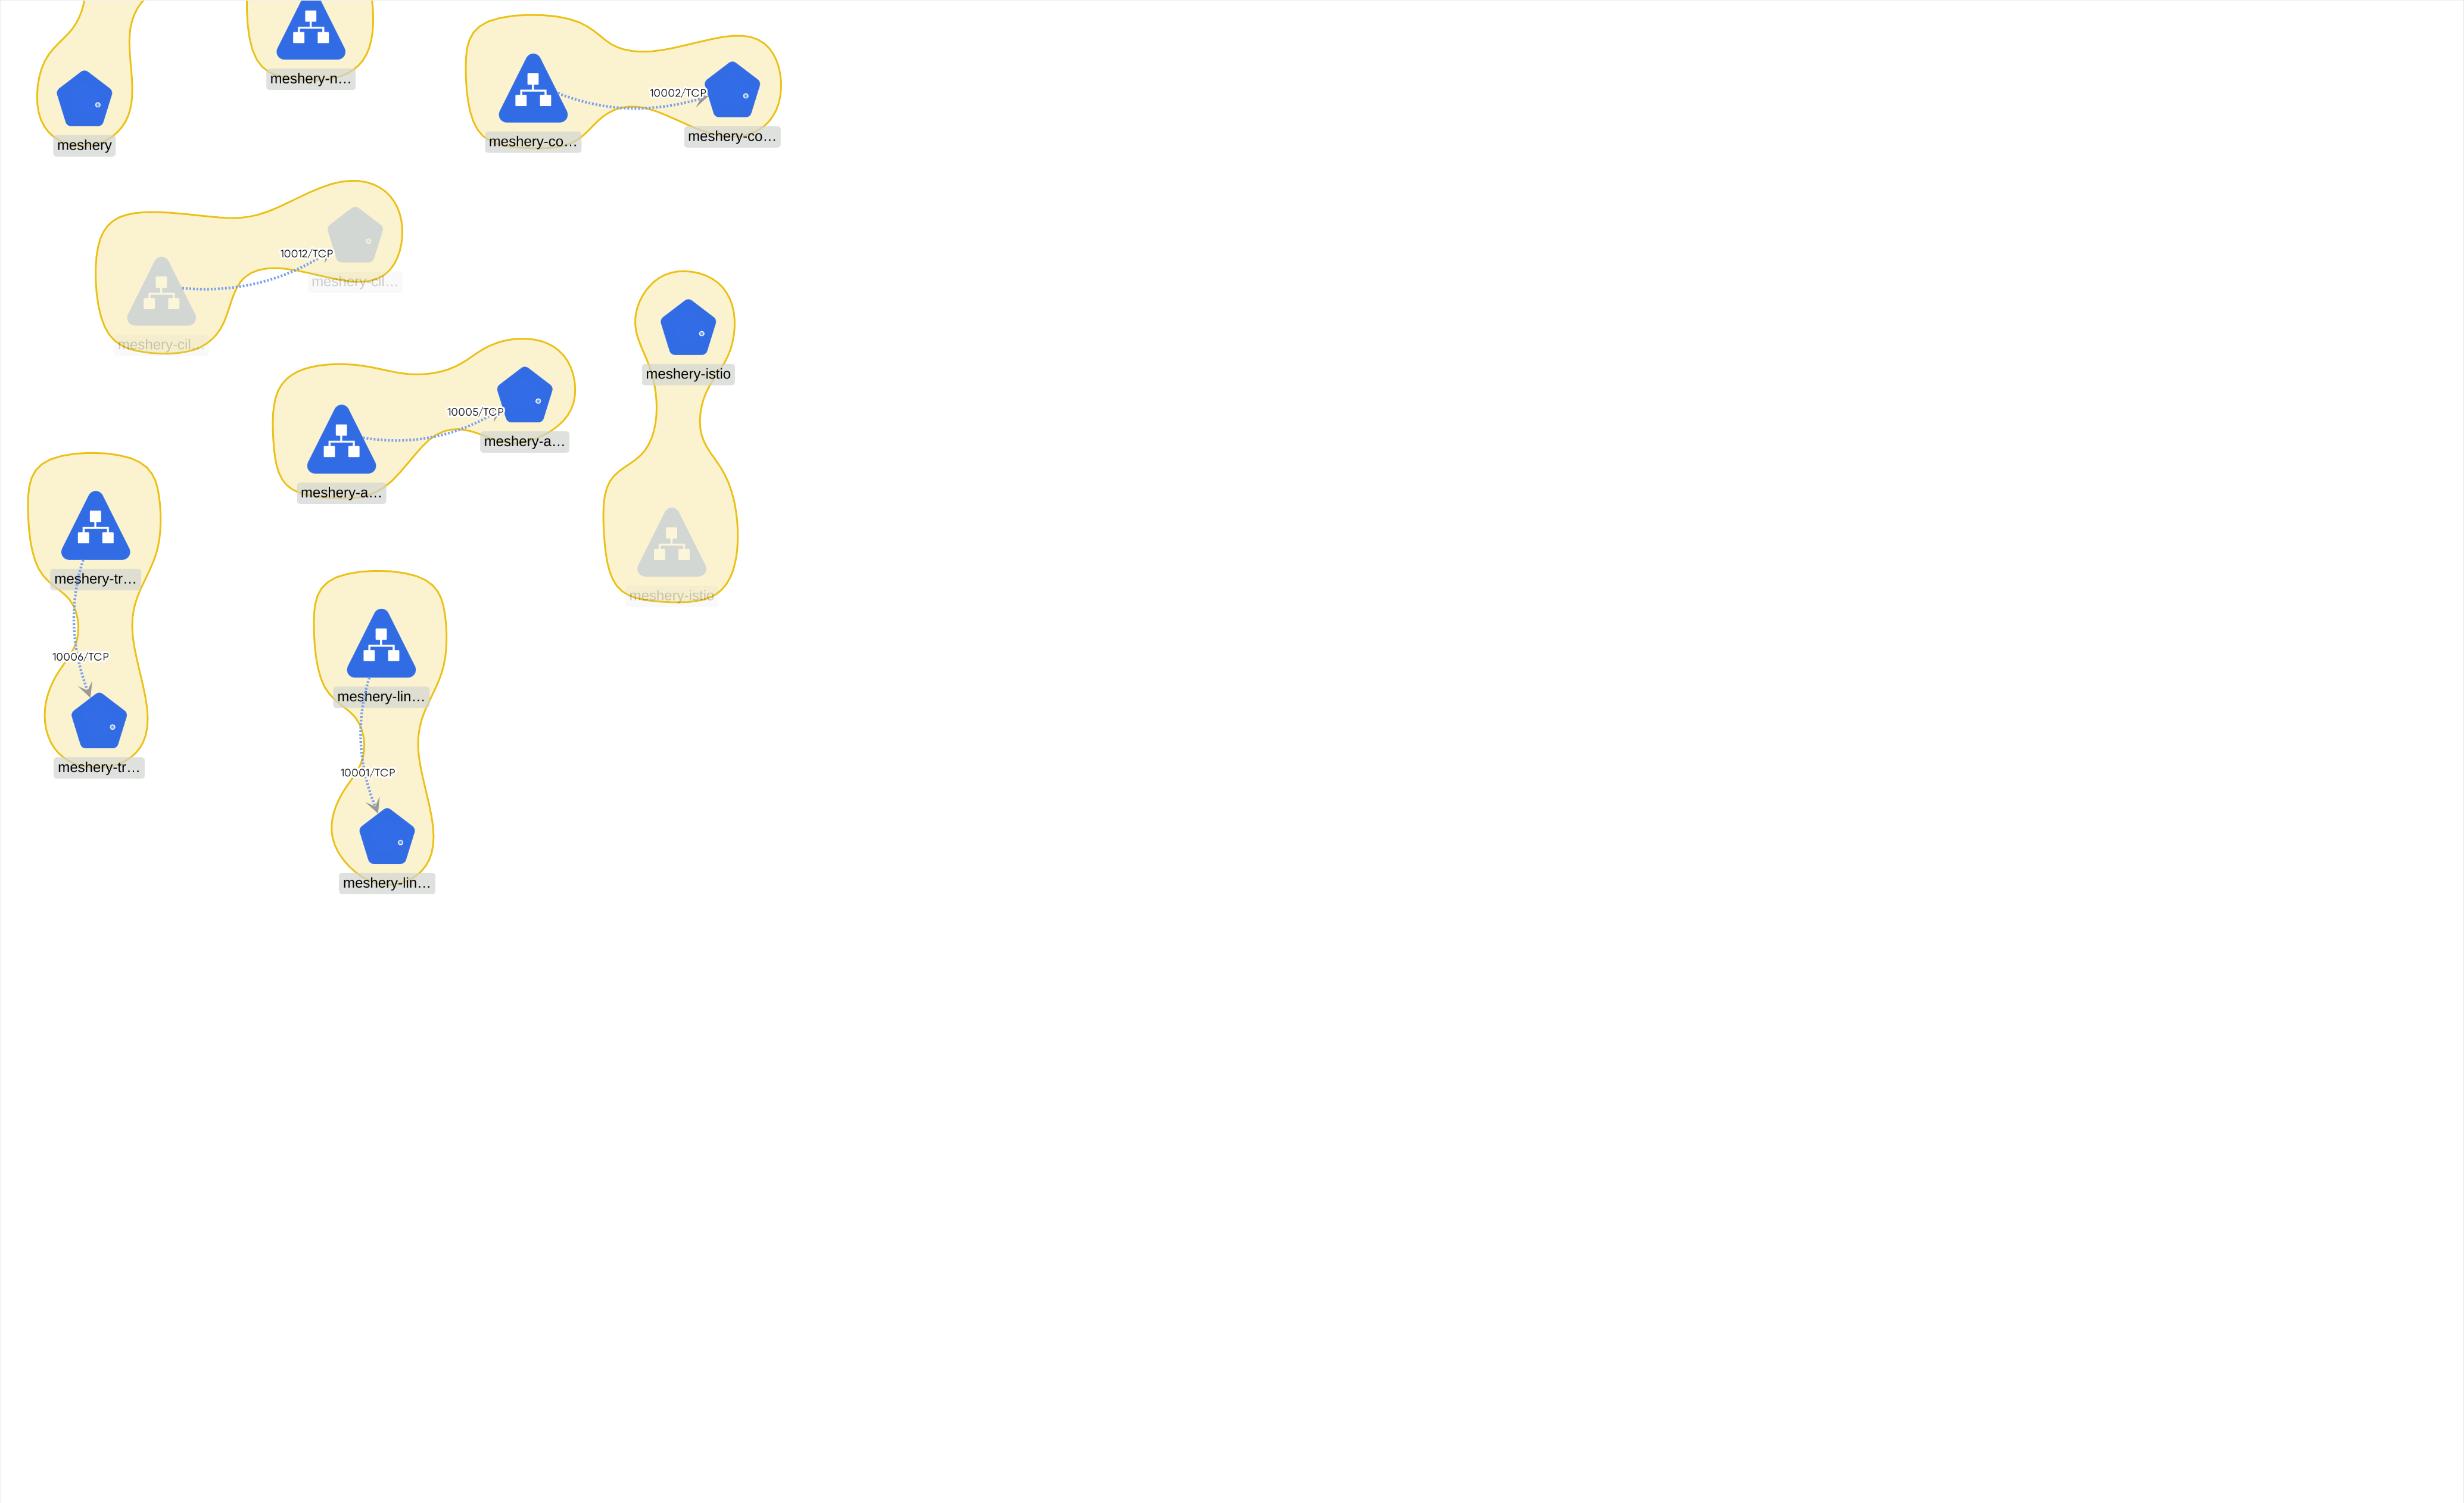 meshery-n…
meshery
10002/TCP
meshery-co…
meshery-co…
10012/TCP
meshery-cil…
meshery-cil…
meshery-istio
10005/TCP
meshery-a…
meshery-a…
meshery-istio
meshery-tr…
10006/TCP
meshery-tr…
meshery-lin…
10001/TCP
meshery-lin…